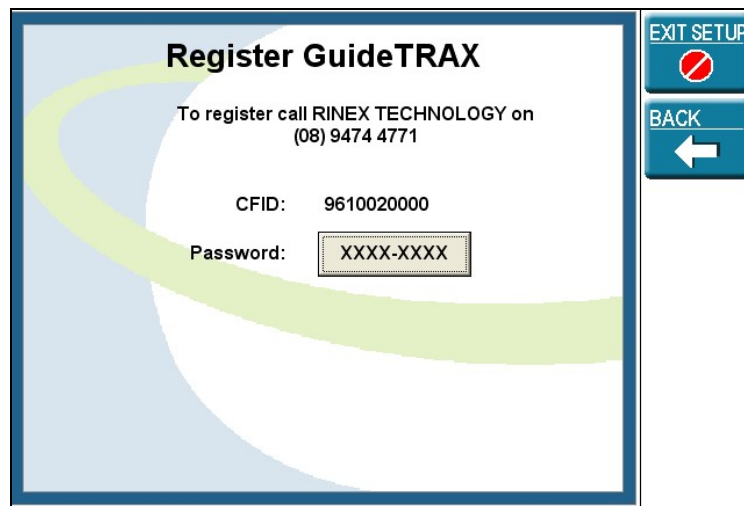 Register GuideTRAX
To register call RINEX TECHNOLOGY on
(08) 9474 4771
CFID: 9610020000
Password: XXXX-XXXX
EXIT SETUP
BACK